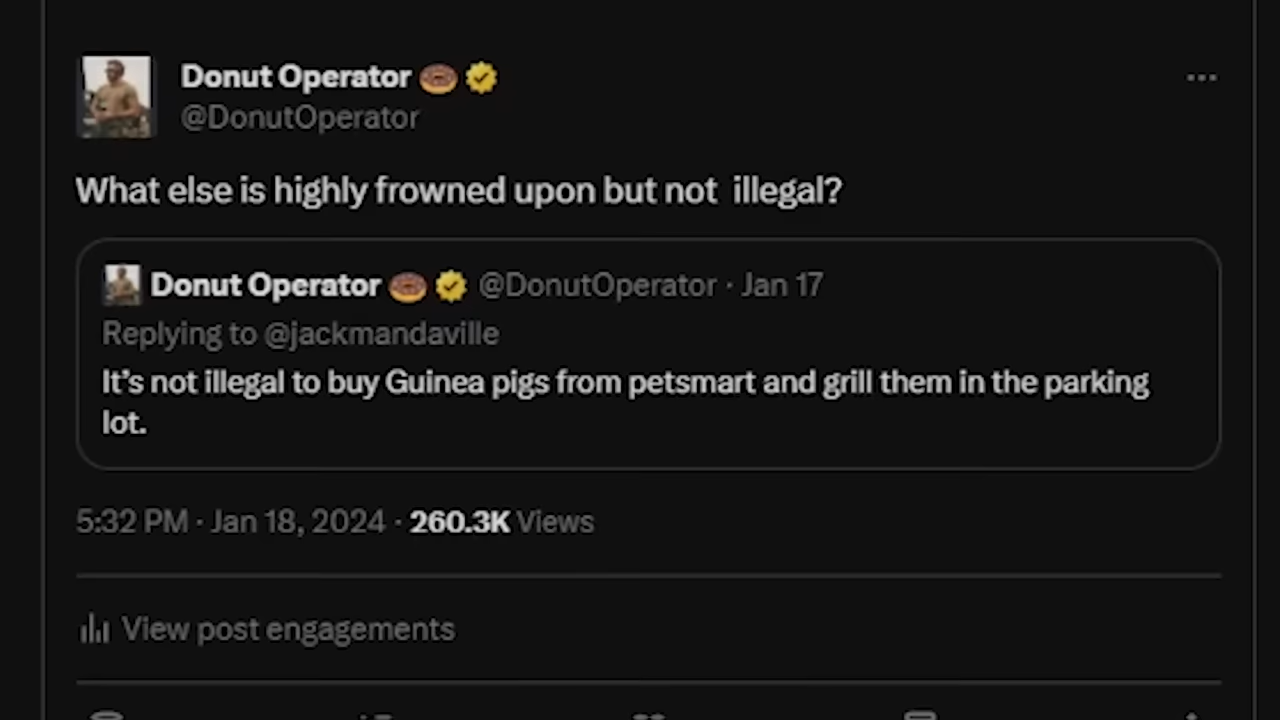 Donut Operator 🍩
@DonutOperator
What else is highly frowned upon but not  illegal?
Donut Operator 🍩 @DonutOperator · Jan 17
Replying to @jackmandaville
It’s not illegal to buy Guinea pigs from petsmart and grill them in the parking
lot.
5:32 PM · Jan 18, 2024 · 260.3K Views
View post engagements